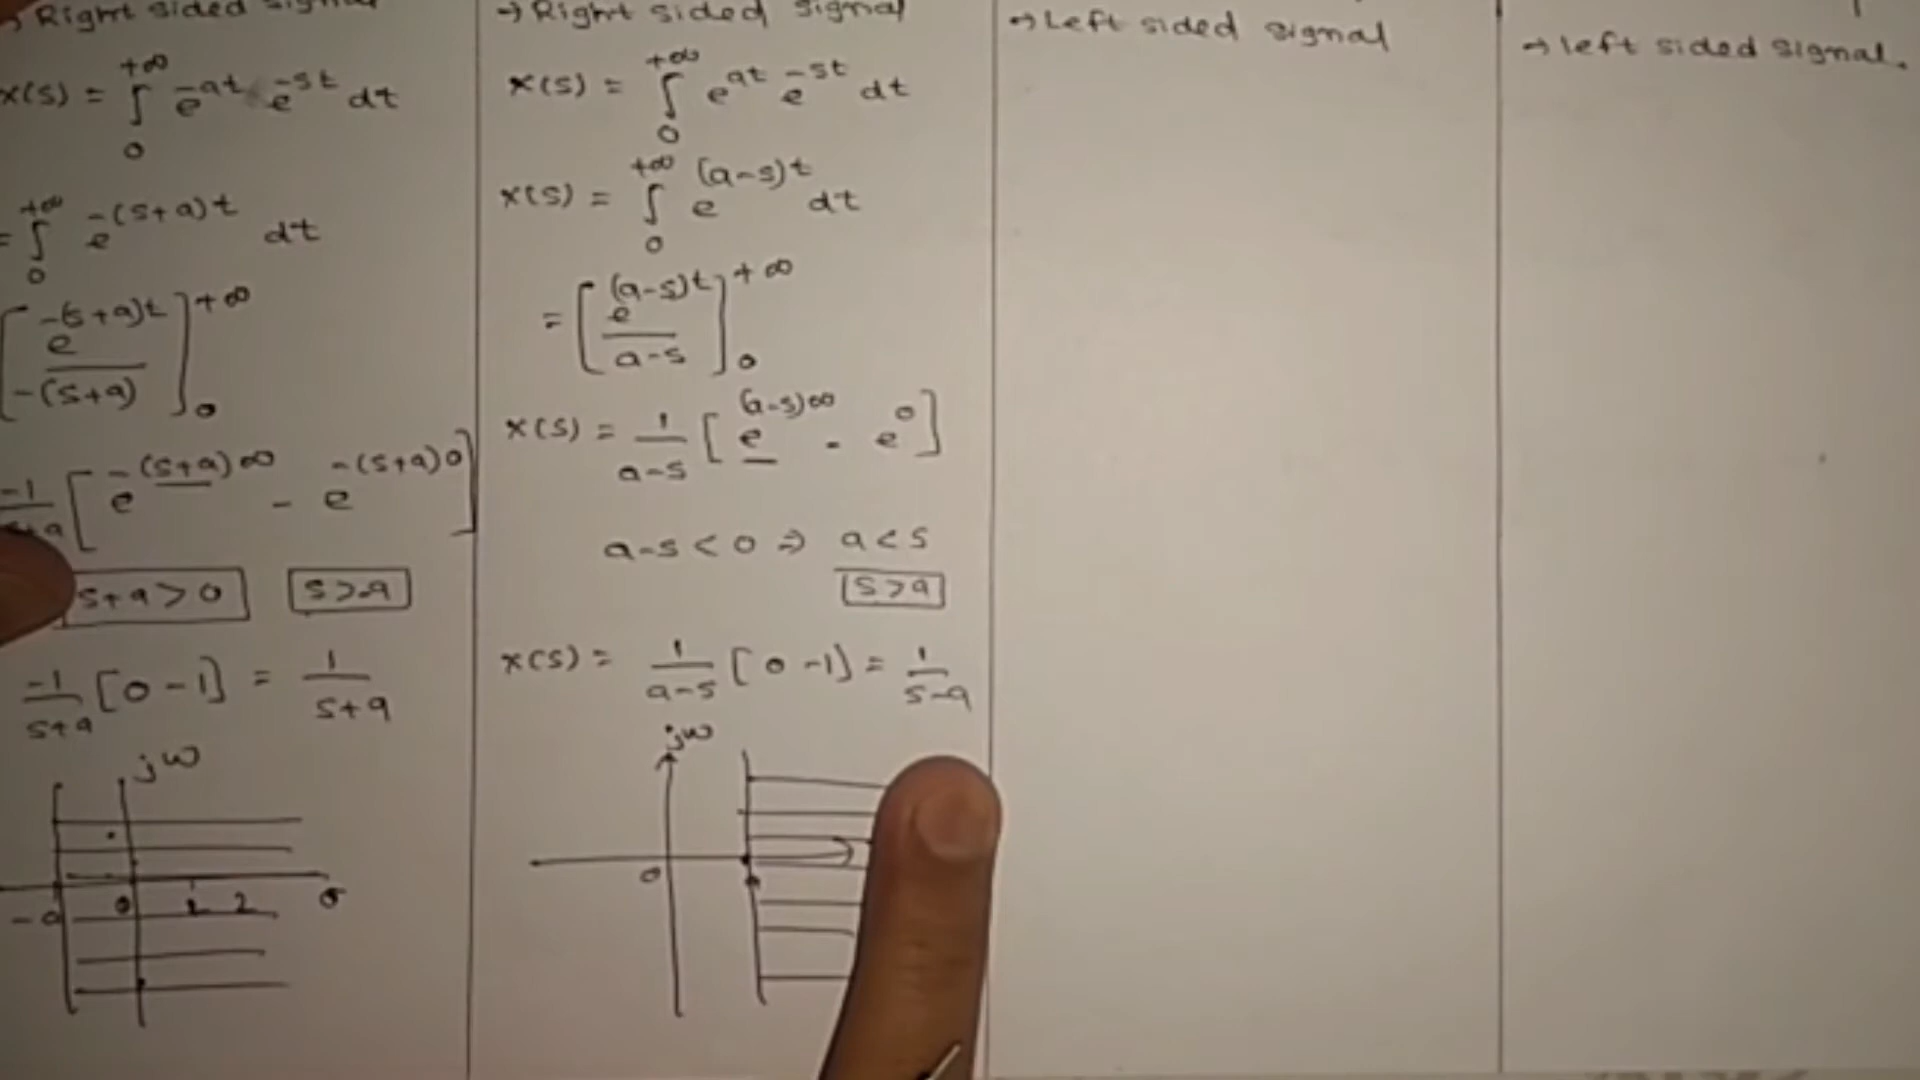 → Right sided signal
x(s) = ∫₀^{+∞} e^{-at} e^{-st} dt
= ∫₀^{+∞} e^{-(s+a)t} dt
[e^{-(s+a)t} / -(s+a)]₀^{+∞}
-1/s+a [e^{-(s+a)∞} - e^{-(s+a)0}]
s+a>0 s>-a
-1/s+a [0-1] = 1/s+a
jω
-a 0 1 2 σ
→ Right sided signal
x(s) = ∫₀^{+∞} e^{at} e^{-st} dt
x(s) = ∫₀^{+∞} e^{(a-s)t} dt
= [e^{(a-s)t} / a-s]₀^{+∞}
x(s) = 1/a-s [e^{(a-s)∞} - e^{0}]
a-s<0 ⇒ a<s
s>a
x(s) = 1/a-s [0-1] = 1/s-a
jω
0
→ Left sided signal
→ left sided signal.